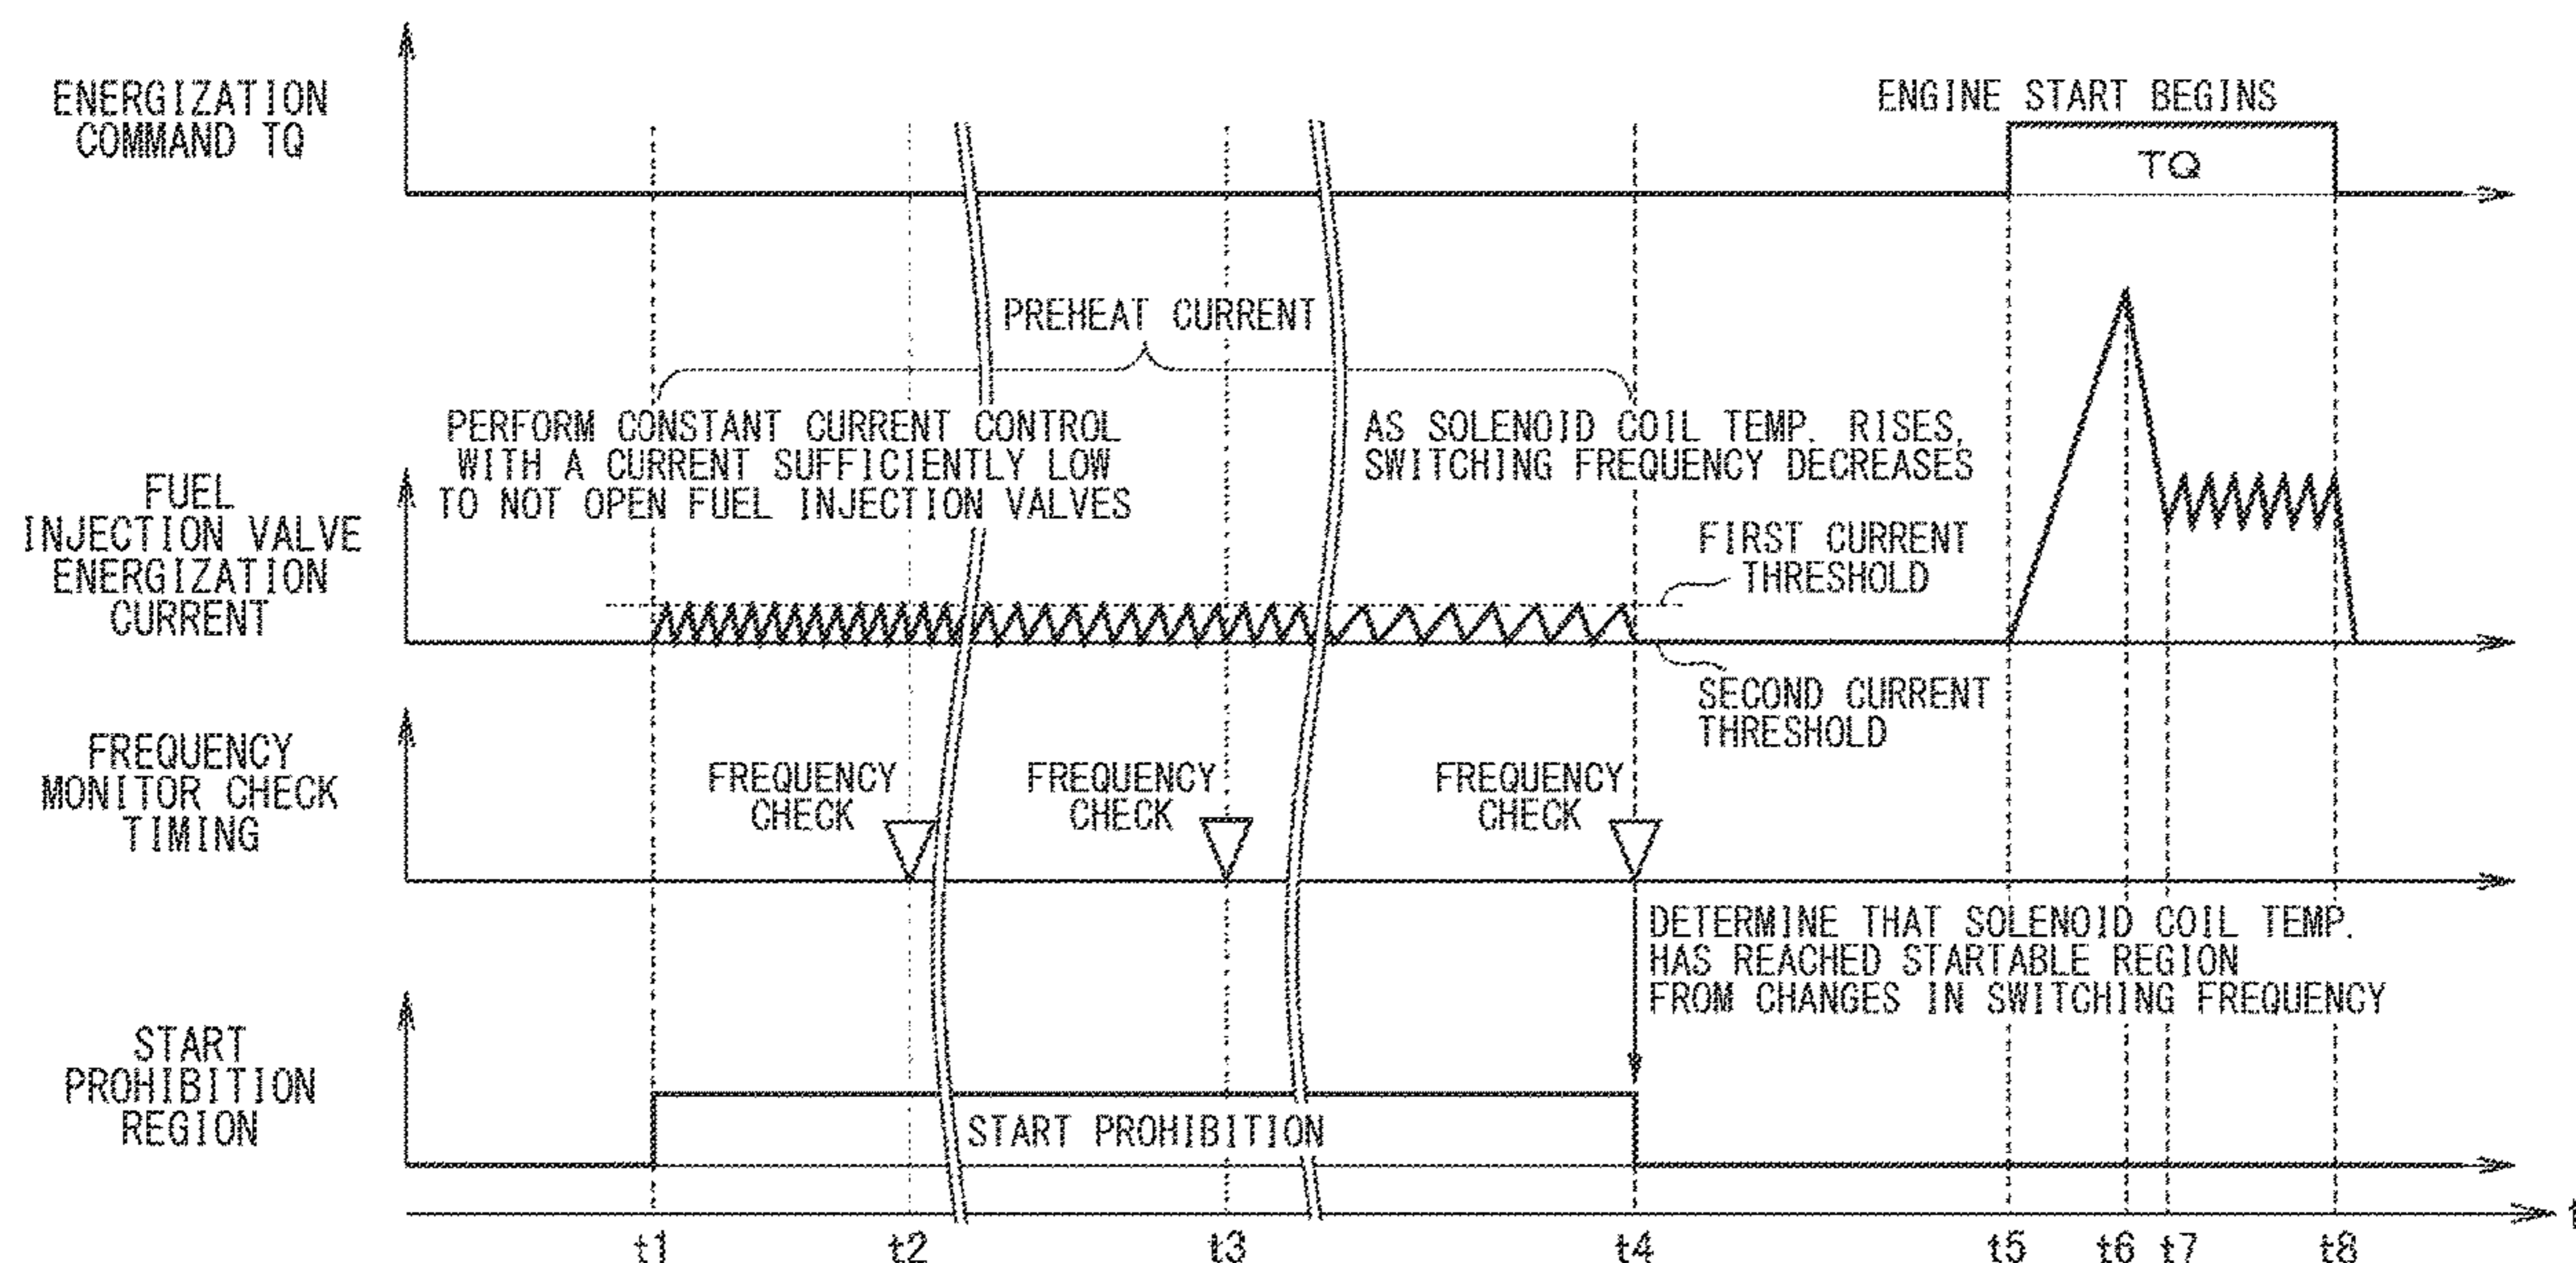 ENERGIZATION
COMMAND TQ
ENGINE START BEGINS
TQ
PREHEAT CURRENT
PERFORM CONSTANT CURRENT CONTROL
WITH A CURRENT SUFFICIENTLY LOW
TO NOT OPEN FUEL INJECTION VALVES
AS SOLENOID COIL TEMP. RISES,
SWITCHING FREQUENCY DECREASES
FUEL
INJECTION VALVE
ENERGIZATION
CURRENT
FIRST CURRENT
THRESHOLD
SECOND CURRENT
THRESHOLD
FREQUENCY
MONITOR CHECK
TIMING
FREQUENCY
CHECK
FREQUENCY
CHECK
FREQUENCY
CHECK
DETERMINE THAT SOLENOID COIL TEMP.
HAS REACHED STARTABLE REGION
FROM CHANGES IN SWITCHING FREQUENCY
START
PROHIBITION
REGION
START PROHIBITION
t
t1 t2 t3 t4 t5 t6 t7 t8